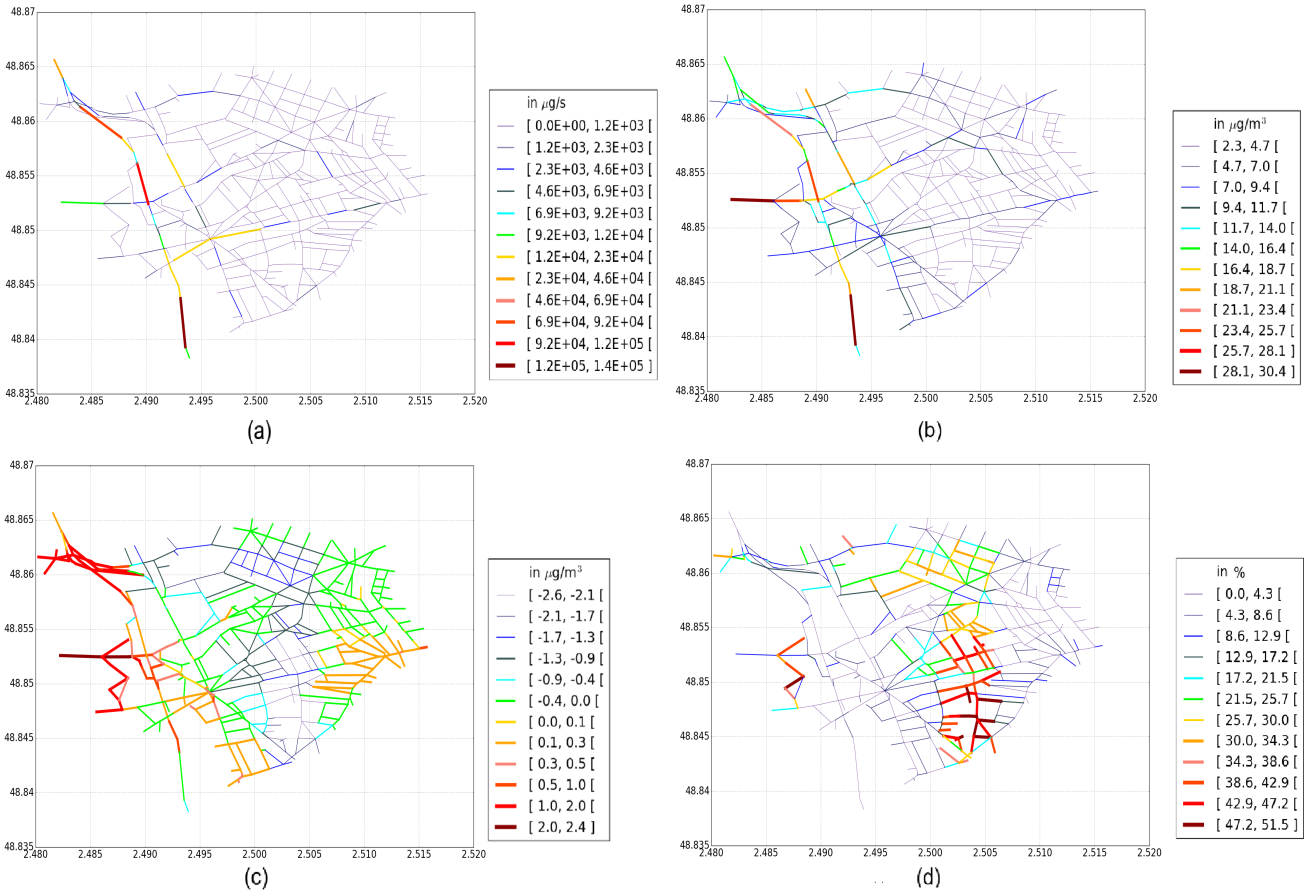 48.87
48.865
48.86
48.855
48.85
48.845
48.84
48.835
2.480 2.485 2.490 2.495 2.500 2.505 2.510 2.515 2.520
in μg/s
[ 0.0E+00, 1.2E+03 [
[ 1.2E+03, 2.3E+03 [
[ 2.3E+03, 4.6E+03 [
[ 4.6E+03, 6.9E+03 [
[ 6.9E+03, 9.2E+03 [
[ 9.2E+03, 1.2E+04 [
[ 1.2E+04, 2.3E+04 [
[ 2.3E+04, 4.6E+04 [
[ 4.6E+04, 6.9E+04 [
[ 6.9E+04, 9.2E+04 [
[ 9.2E+04, 1.2E+05 [
[ 1.2E+05, 1.4E+05 ]
(a)
48.87
48.865
48.86
48.855
48.85
48.845
48.84
48.835
2.480 2.485 2.490 2.495 2.500 2.505 2.510 2.515 2.520
in μg/m³
[ 2.3, 4.7 [
[ 4.7, 7.0 [
[ 7.0, 9.4 [
[ 9.4, 11.7 [
[ 11.7, 14.0 [
[ 14.0, 16.4 [
[ 16.4, 18.7 [
[ 18.7, 21.1 [
[ 21.1, 23.4 [
[ 23.4, 25.7 [
[ 25.7, 28.1 [
[ 28.1, 30.4 ]
(b)
48.87
48.865
48.86
48.855
48.85
48.845
48.84
48.835
2.480 2.485 2.490 2.495 2.500 2.505 2.510 2.515 2.520
in μg/m³
[ -2.6, -2.1 [
[ -2.1, -1.7 [
[ -1.7, -1.3 [
[ -1.3, -0.9 [
[ -0.9, -0.4 [
[ -0.4, 0.0 [
[ 0.0, 0.1 [
[ 0.1, 0.3 [
[ 0.3, 0.5 [
[ 0.5, 1.0 [
[ 1.0, 2.0 [
[ 2.0, 2.4 ]
(c)
48.87
48.865
48.86
48.855
48.85
48.845
48.84
48.835
2.480 2.485 2.490 2.495 2.500 2.505 2.510 2.515 2.520
in %
[ 0.0, 4.3 [
[ 4.3, 8.6 [
[ 8.6, 12.9 [
[ 12.9, 17.2 [
[ 17.2, 21.5 [
[ 21.5, 25.7 [
[ 25.7, 30.0 [
[ 30.0, 34.3 [
[ 34.3, 38.6 [
[ 38.6, 42.9 [
[ 42.9, 47.2 [
[ 47.2, 51.5 ]
(d)